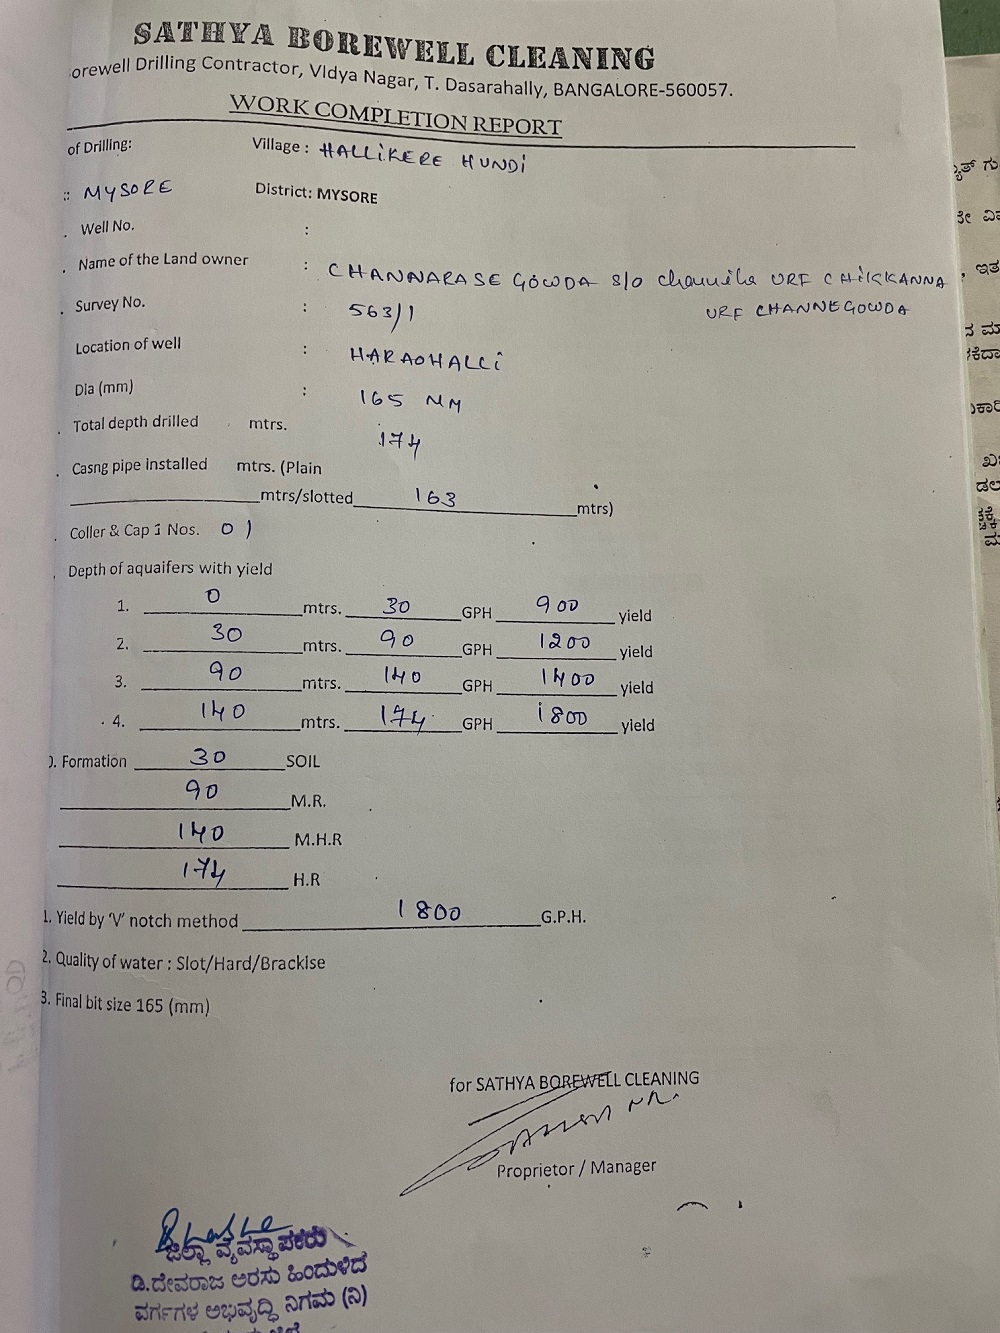 SATHYA BOREWELL CLEANING
orewell Drilling Contractor, VIdya Nagar, T. Dasarahally, BANGALORE-560057.
WORK COMPLETION REPORT
of Drilling: Village : HALLIKERE HUNDI
: MYSORE District: MYSORE
. Well No. :
. Name of the Land owner : CHANNARASE GOWDA S/o URF CHIKKANNA
URF CHANNEGOWDA
. Survey No. : 563/1
Location of well : HARAOHALLI
Dia (mm) : 165 MM
. Total depth drilled mtrs. 174
. Casng pipe installed mtrs. (Plain
mtrs/slotted 163 mtrs)
. Coller & Cap 1 Nos. 01
. Depth of aquaifers with yield
1. 0 mtrs. 30 GPH 900 yield
2. 30 mtrs. 90 GPH 1200 yield
3. 90 mtrs. 140 GPH 1400 yield
4. 140 mtrs. 174 GPH 1800 yield
). Formation 30 SOIL
90 M.R.
140 M.H.R
174 H.R
1. Yield by 'V' notch method 1800 G.P.H.
2. Quality of water : Slot/Hard/Brackise
3. Final bit size 165 (mm)
for SATHYA BOREWELL CLEANING
Proprietor / Manager
ಜಿಲ್ಲಾ ವ್ಯವಸ್ಥಾಪಕರು
ಡಿ.ದೇವರಾಜ ಅರಸು ಹಿಂದುಳಿದ
ವರ್ಗಗಳ ಅಭಿವೃದ್ಧಿ ನಿಗಮ (ನಿ)